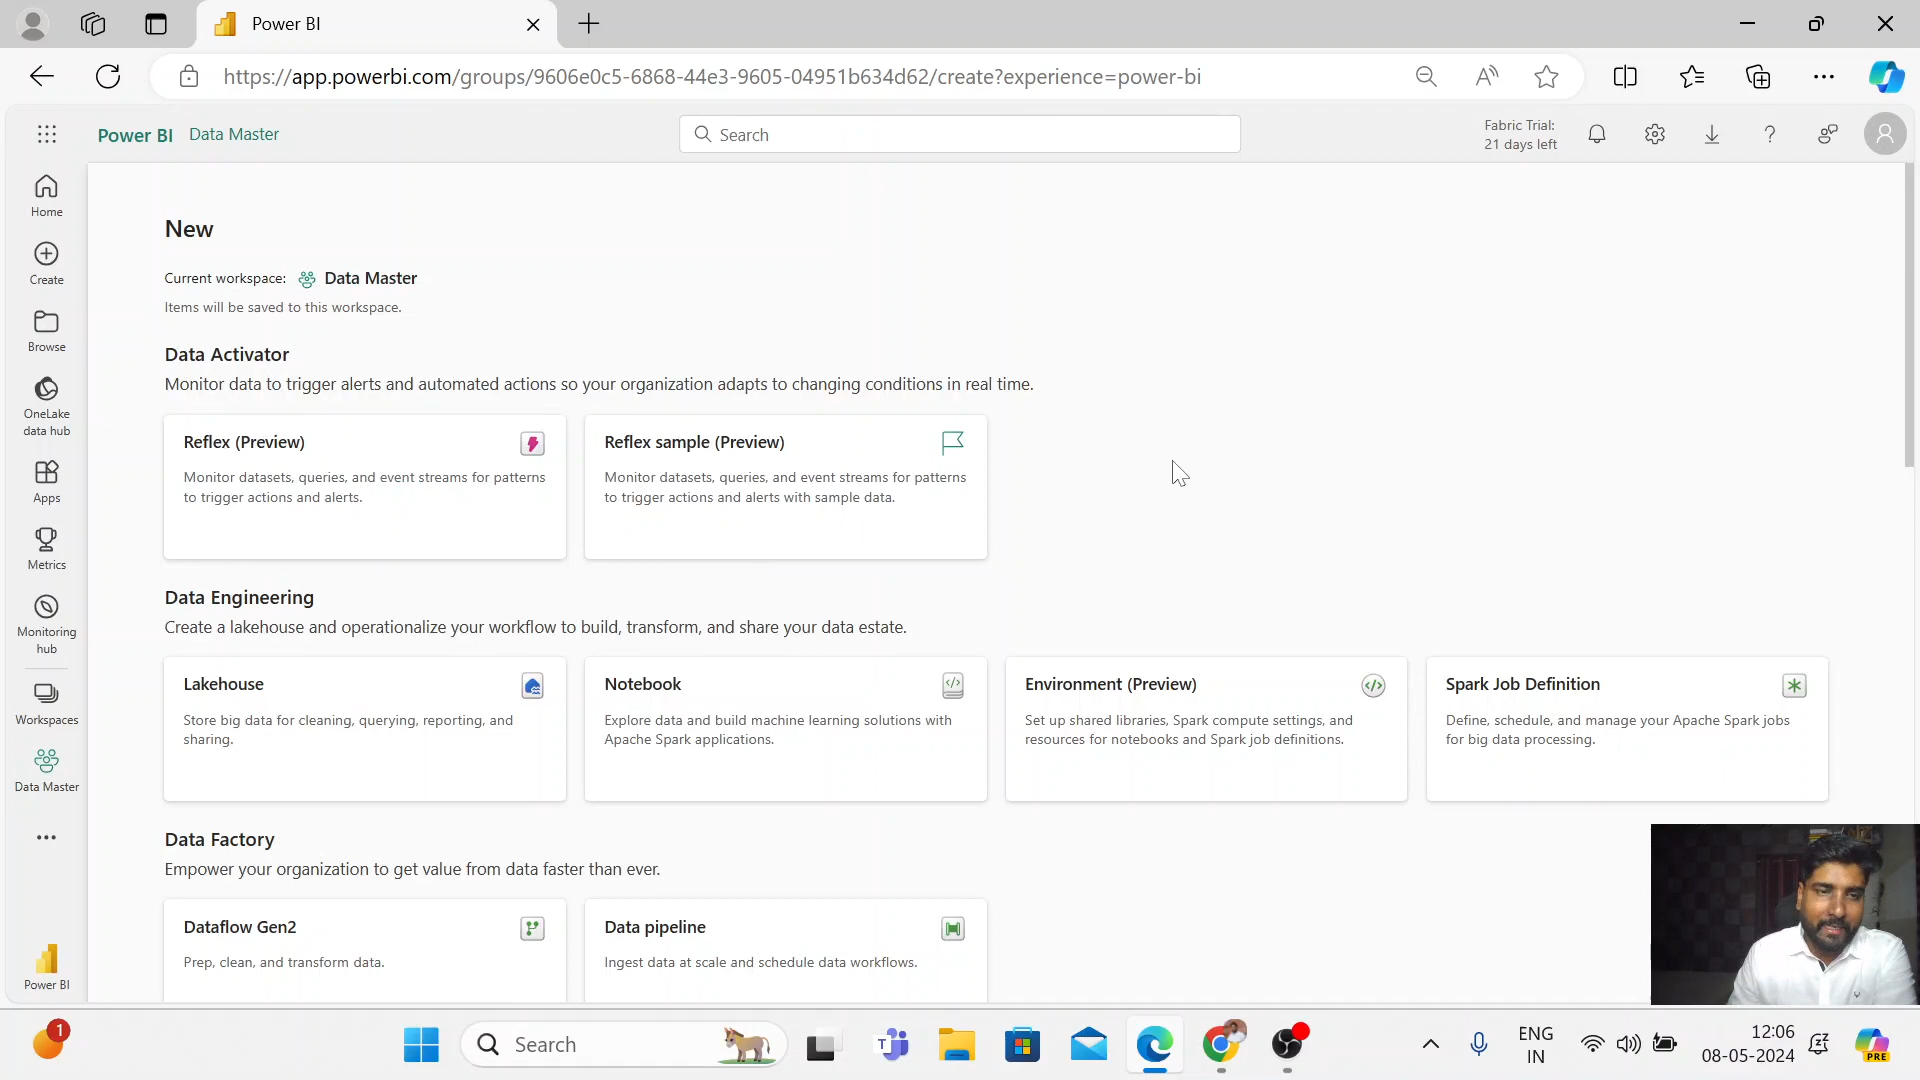 Power BI
https://app.powerbi.com/groups/9606e0c5-6868-44e3-9605-04951b634d62/create?experience=power-bi
Power BI Data Master
Search
Fabric Trial:
21 days left
Home
Create
Browse
OneLake
data hub
Apps
Metrics
Monitoring
hub
Workspaces
Data Master
Power BI
New
Current workspace: Data Master
Items will be saved to this workspace.
Data Activator
Monitor data to trigger alerts and automated actions so your organization adapts to changing conditions in real time.
Reflex (Preview)
Monitor datasets, queries, and event streams for patterns
to trigger actions and alerts.
Reflex sample (Preview)
Monitor datasets, queries, and event streams for patterns
to trigger actions and alerts with sample data.
Data Engineering
Create a lakehouse and operationalize your workflow to build, transform, and share your data estate.
Lakehouse
Store big data for cleaning, querying, reporting, and
sharing.
Notebook
Explore data and build machine learning solutions with
Apache Spark applications.
Environment (Preview)
Set up shared libraries, Spark compute settings, and
resources for notebooks and Spark job definitions.
Spark Job Definition
Define, schedule, and manage your Apache Spark jobs
for big data processing.
Data Factory
Empower your organization to get value from data faster than ever.
Dataflow Gen2
Prep, clean, and transform data.
Data pipeline
Ingest data at scale and schedule data workflows.
1
Search
ENG
IN
12:06
08-05-2024
PRE